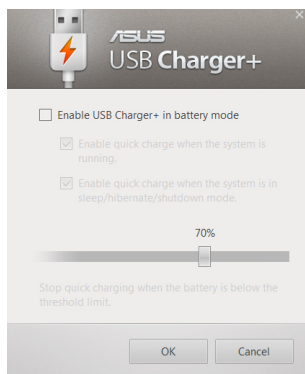 ASUS
USB Charger+
Enable USB Charger+ in battery mode
Enable quick charge when the system is
running.
Enable quick charge when the system is in
sleep/hibernate/shutdown mode.
70%
Stop quick charging when the battery is below the
threshold limit.
OK
Cancel